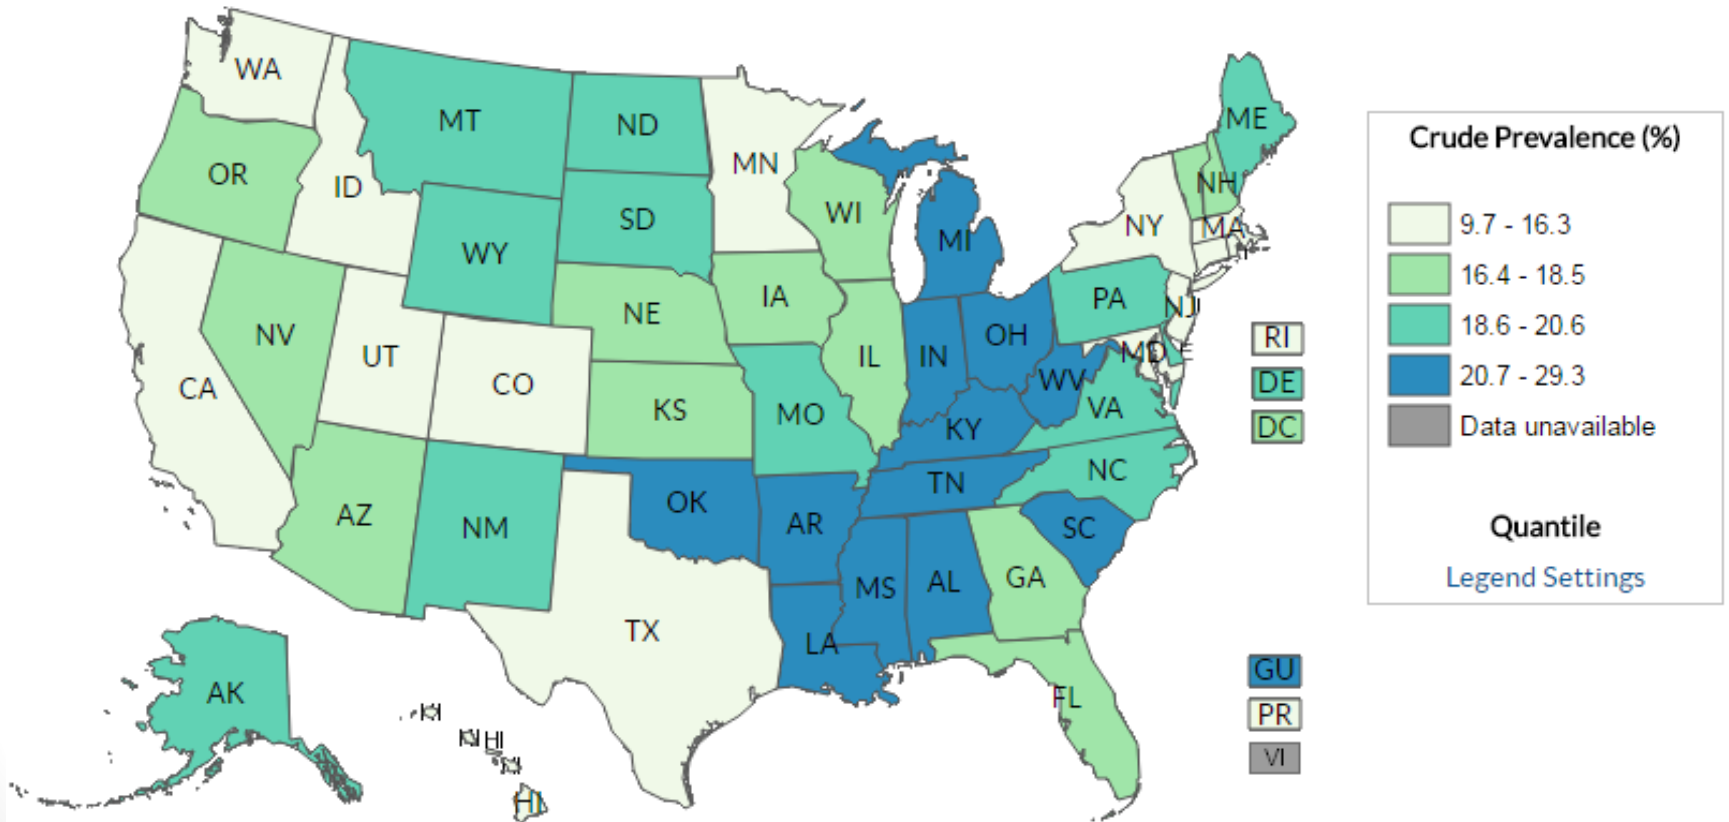 WA
MT
ND
MN
ME
OR
ID
SD
WI
NH
NY
MA
WY
MI
NE
IA
PA
NV
UT
CO
IL
IN
OH
NJ
MD
CA
KS
MO
WV
VA
KY
AZ
NM
OK
AR
TN
NC
SC
MS
AL
GA
TX
LA
FL
AK
HI
HI
RI
DE
DC
GU
PR
VI
Crude Prevalence (%)
9.7 - 16.3
16.4 - 18.5
18.6 - 20.6
20.7 - 29.3
Data unavailable
Quantile
Legend Settings